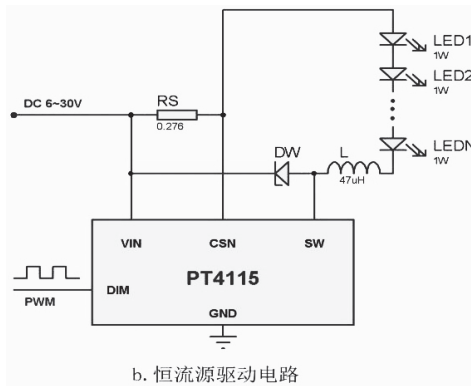 LED1
1W
LED2
1W
DC 6~30V
RS
0.276
LEDN
1W
DW
L
47uH
VIN
CSN
SW
PT4115
DIM
PWM
GND
b. 恒流源驱动电路